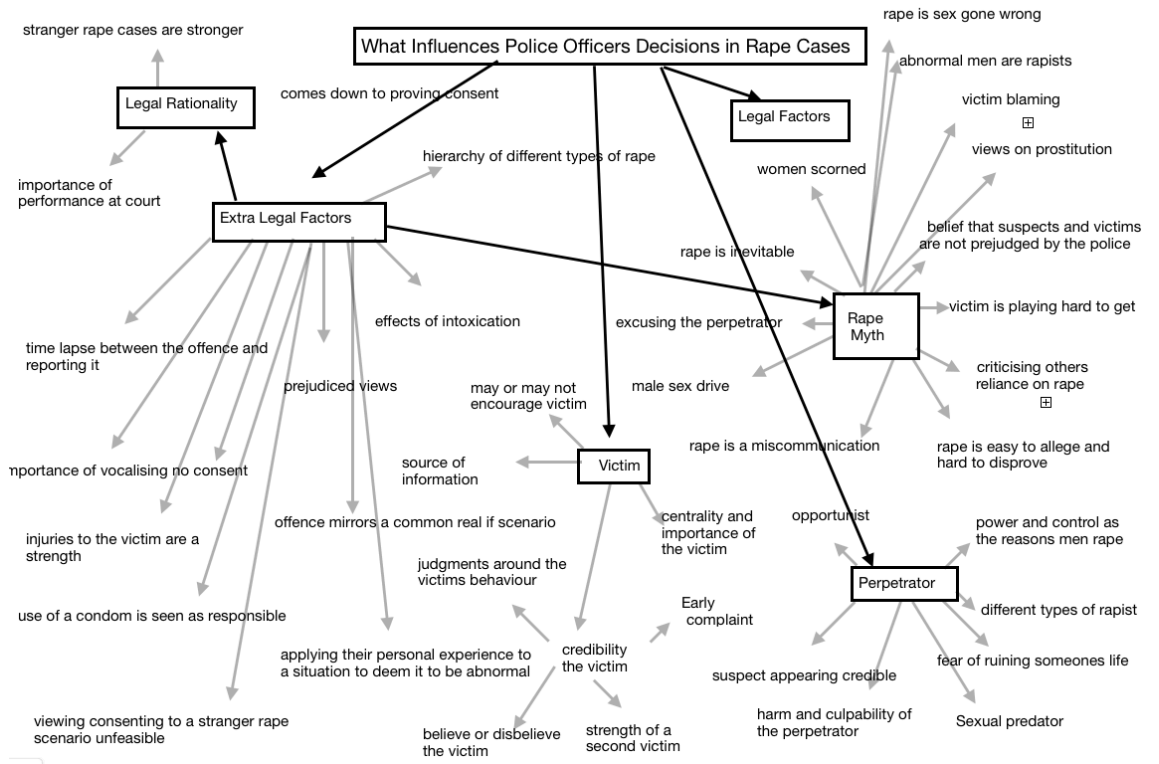 What Influences Police Officers Decisions in Rape Cases
stranger rape cases are stronger
Legal Rationality
importance of
performance at court
comes down to proving consent
Legal Factors
hierarchy of different types of rape
Extra Legal Factors
effects of intoxication
time lapse between the offence and
reporting it
prejudiced views
mportance of vocalising no consent
injuries to the victim are a
strength
offence mirrors a common real if scenario
use of a condom is seen as responsible
applying their personal experience to
a situation to deem it to be abnormal
viewing consenting to a stranger rape
scenario unfeasible
rape is sex gone wrong
abnormal men are rapists
victim blaming
views on prostitution
women scorned
belief that suspects and victims
are not prejudged by the police
rape is inevitable
victim is playing hard to get
Rape
Myth
excusing the perpetrator
criticising others
reliance on rape
male sex drive
rape is a miscommunication
rape is easy to allege and
hard to disprove
may or may not
encourage victim
Victim
source of
information
centrality and
importance of
the victim
judgments around the
victims behaviour
Early
complaint
credibility
the victim
believe or disbelieve
the victim
strength of a
second victim
opportunist
power and control as
the reasons men rape
Perpetrator
different types of rapist
fear of ruining someones life
suspect appearing credible
harm and culpability of
the perpetrator
Sexual predator